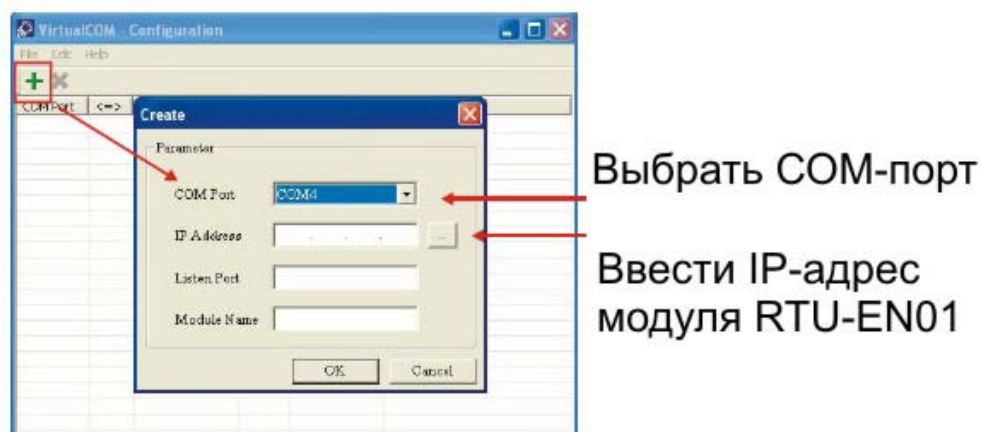 VirtualCOM - Configuration
File Edit Help
COM Port <=>
Create
Parameter
COM Port COM4
Выбрать COM-порт
IP Address . . . ...
Ввести IP-адрес
модуля RTU-EN01
Listen Port
Module Name
OK Cancel